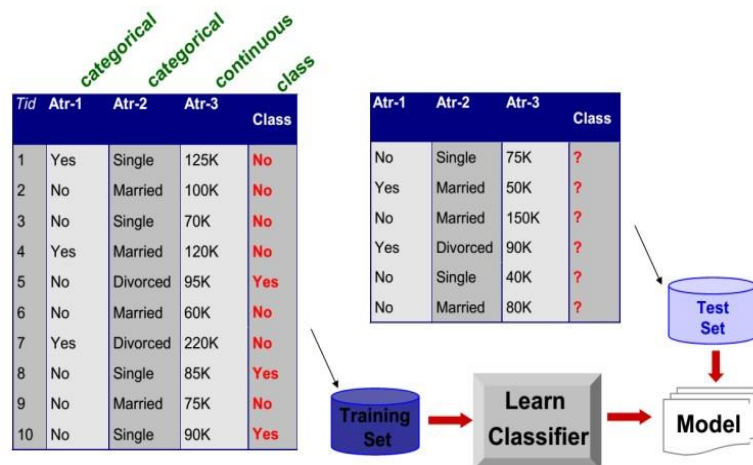 categorical
categorical
continuous
class
Tid Atr-1 Atr-2 Atr-3 Class
1 Yes Single 125K No
2 No Married 100K No
3 No Single 70K No
4 Yes Married 120K No
5 No Divorced 95K Yes
6 No Married 60K No
7 Yes Divorced 220K No
8 No Single 85K Yes
9 No Married 75K No
10 No Single 90K Yes
Atr-1 Atr-2 Atr-3 Class
No Single 75K ?
Yes Married 50K ?
No Married 150K ?
Yes Divorced 90K ?
No Single 40K ?
No Married 80K ?
Test
Set
Training
Set
Learn
Classifier
Model